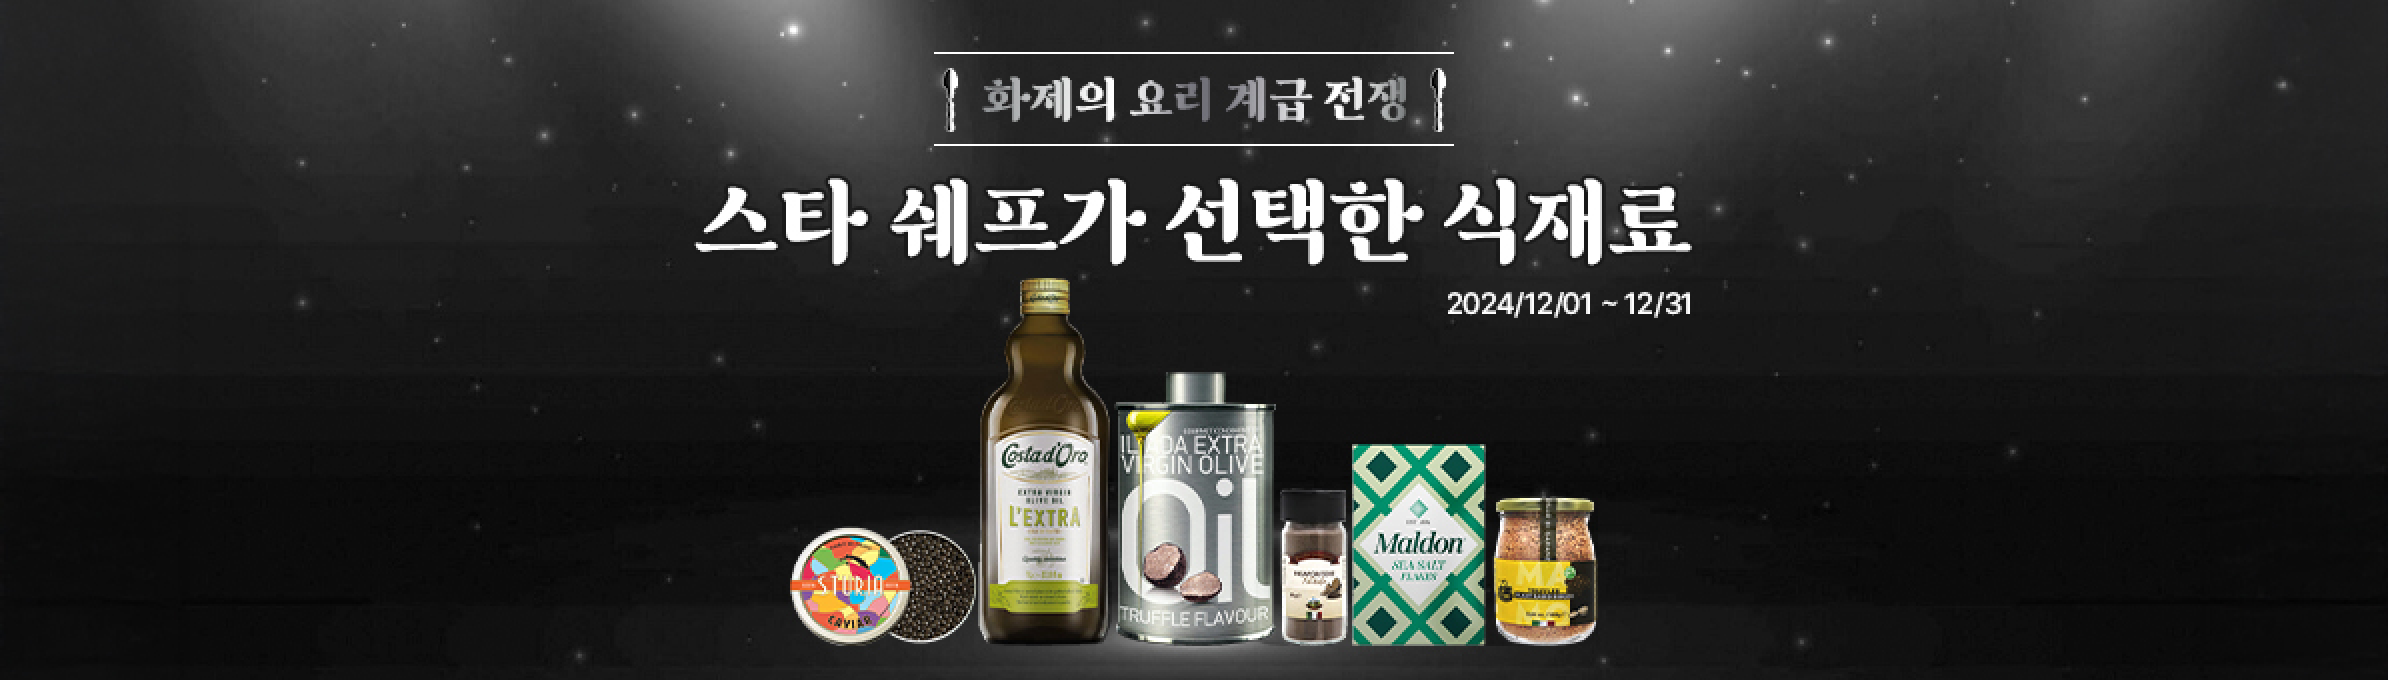 화제의 요리 계급 전쟁
스타 쉐프가 선택한 식재료
2024/12/01 ~ 12/31
Costa d'Oro
EXTRA VIRGIN
OLIVE OIL
L'EXTRA
ILIADA EXTRA
VIRGIN OLIVE
Oil
TRUFFLE FLAVOUR
STURIA
CAVIAR
Maldon
SEA SALT
FLAKES